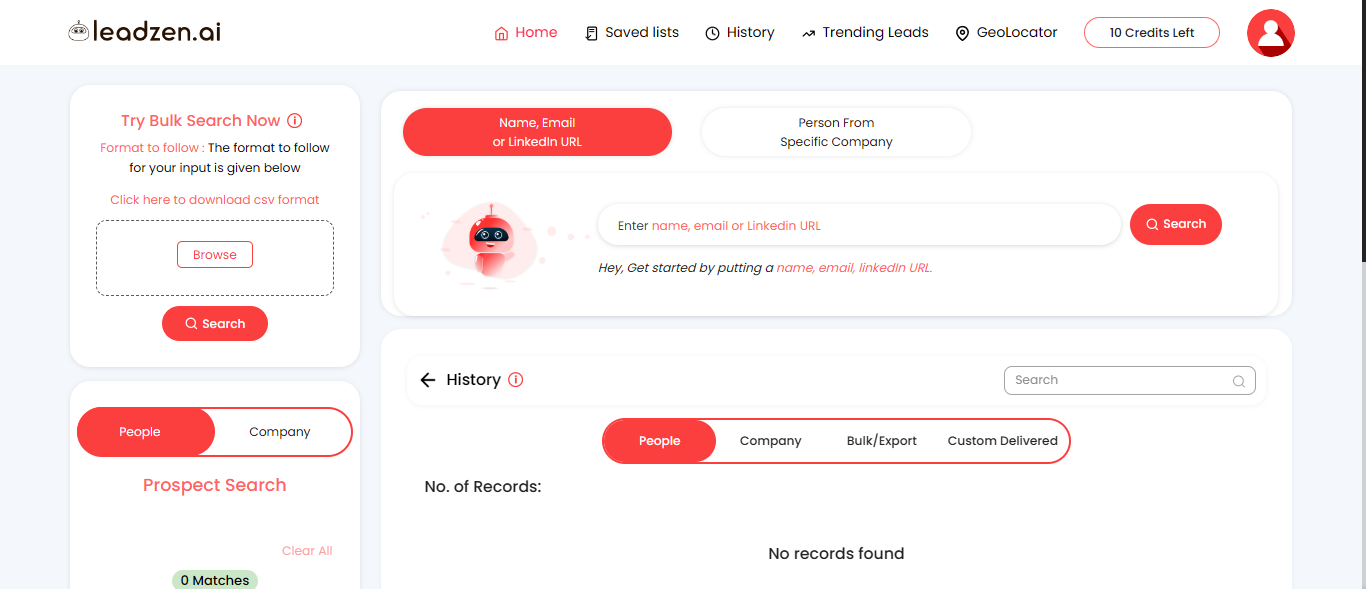 leadzen.ai
Home
Saved lists
History
Trending Leads
GeoLocator
10 Credits Left
Try Bulk Search Now
Format to follow : The format to follow
for your input is given below
Click here to download csv format
Browse
Search
People
Company
Prospect Search
Clear All
0 Matches
Name, Email
or LinkedIn URL
Person From
Specific Company
Enter name, email or Linkedin URL
Search
Hey, Get started by putting a name, email, linkedIn URL.
History
Search
People
Company
Bulk/Export
Custom Delivered
No. of Records:
No records found